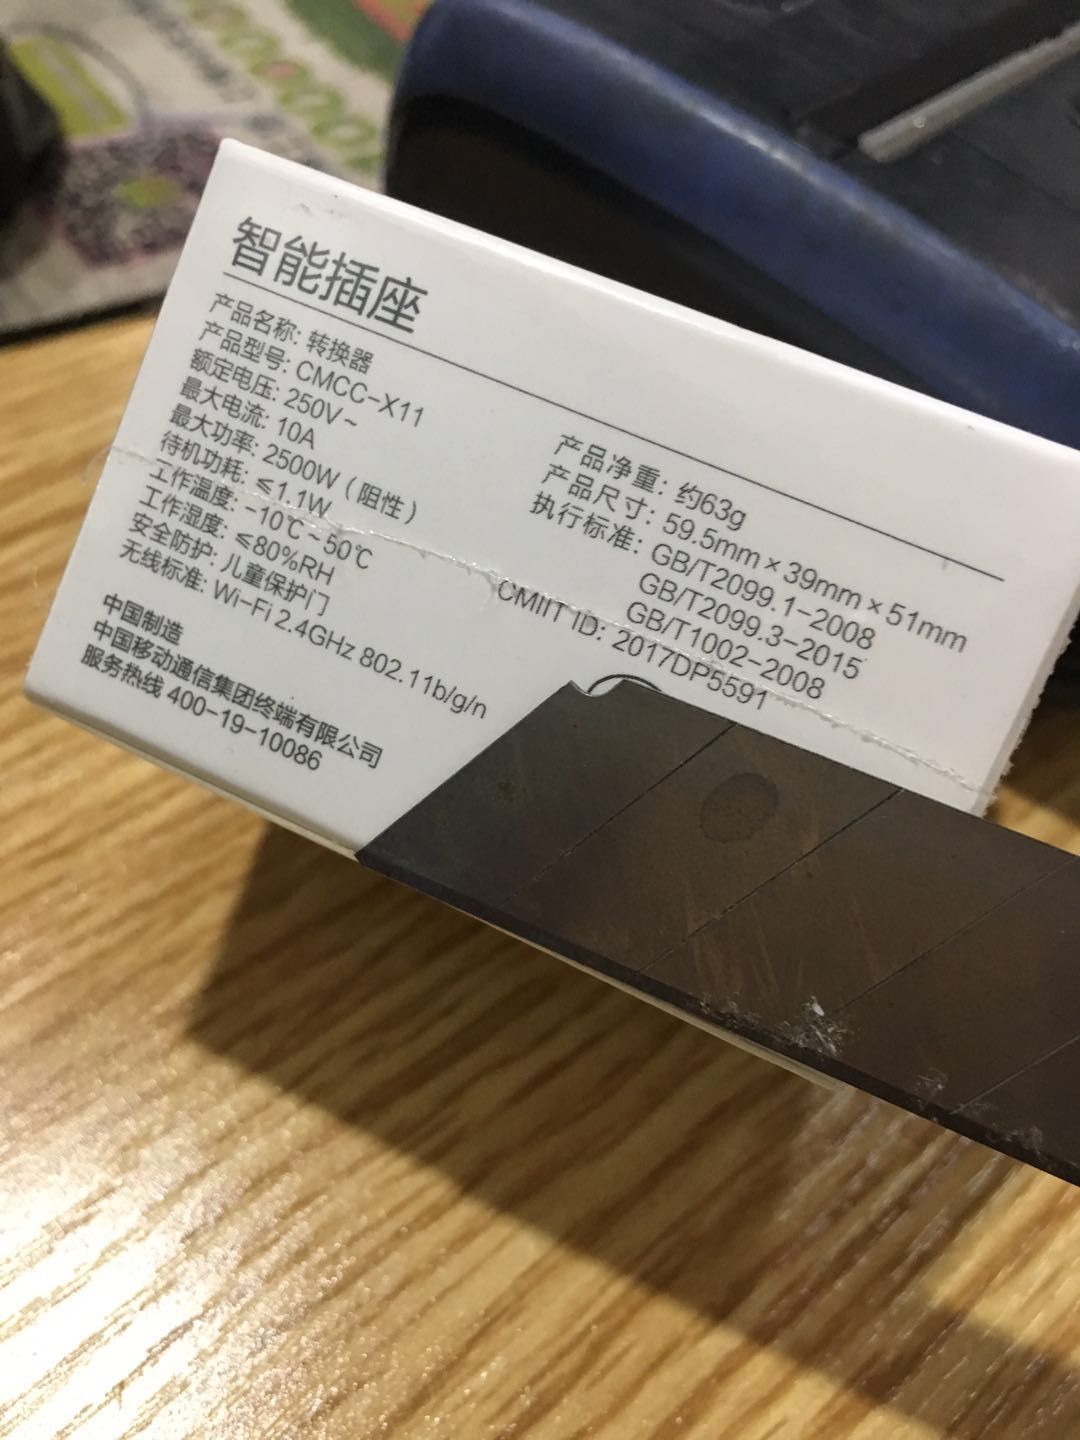 智能插座
产品名称: 转换器
产品型号: CMCC-X11
额定电压: 250V~
最大电流: 10A
最大功率: 2500W（阻性）
待机功耗: ≤1.1W
工作温度: -10℃~50℃
工作湿度: ≤80%RH
安全防护: 儿童保护门
无线标准: Wi-Fi 2.4GHz 802.11b/g/n
中国制造
中国移动通信集团终端有限公司
服务热线 400-19-10086
产品净重: 约63g
产品尺寸: 59.5mm×39mm×51mm
执行标准: GB/T2099.1-2008
GB/T2099.3-2015
GB/T1002-2008
CMIIT ID: 2017DP5591